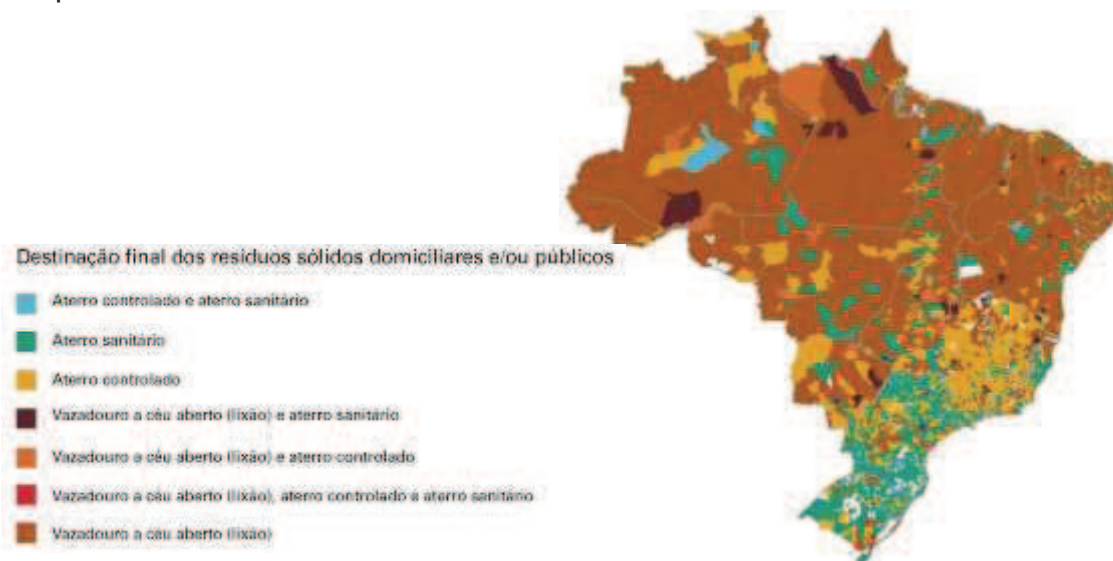 Destinação final dos resíduos sólidos domiciliares e/ou públicos
Aterro controlado e aterro sanitário
Aterro sanitário
Aterro controlado
Vazadouro a céu aberto (lixão) e aterro sanitário
Vazadouro a céu aberto (lixão) e aterro controlado
Vazadouro a céu aberto (lixão), aterro controlado e aterro sanitário
Vazadouro a céu aberto (lixão)